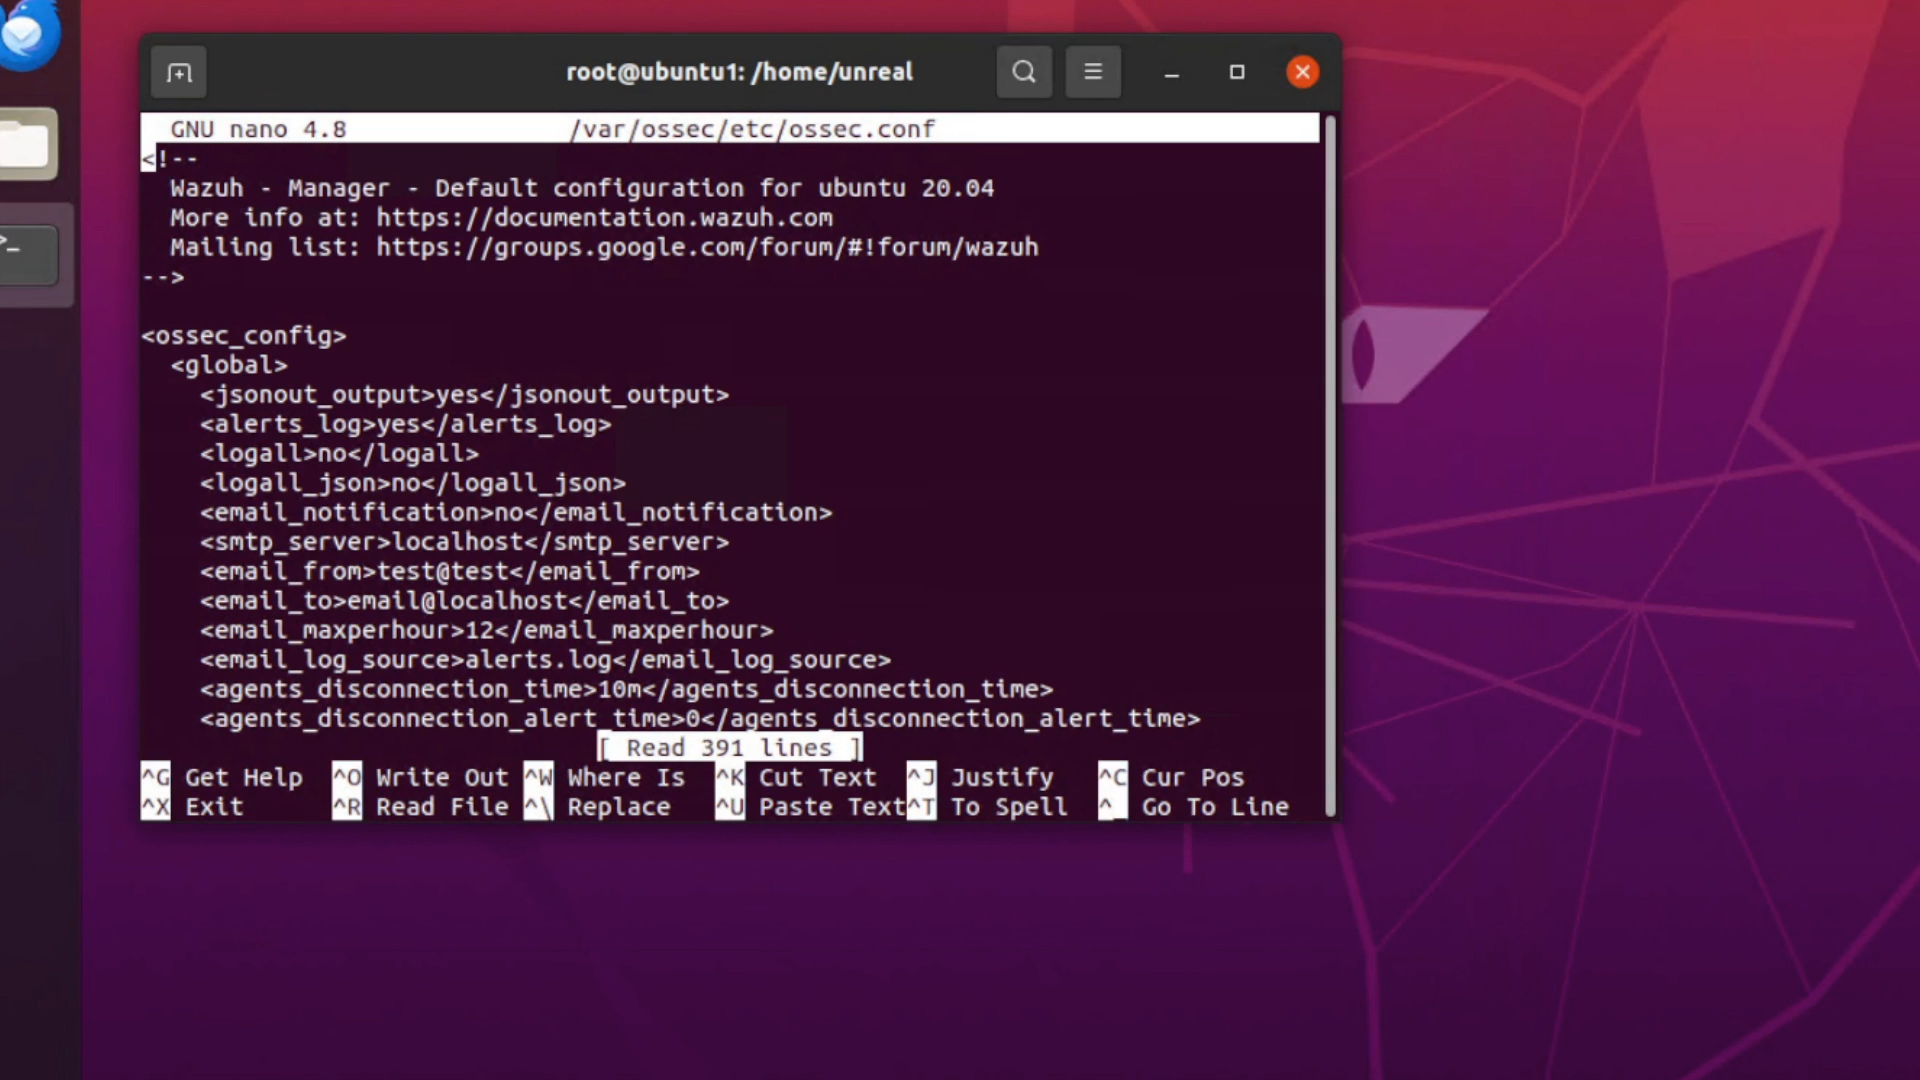 root@ubuntu1: /home/unreal
GNU nano 4.8 /var/ossec/etc/ossec.conf
<!--
Wazuh - Manager - Default configuration for ubuntu 20.04
More info at: https://documentation.wazuh.com
Mailing list: https://groups.google.com/forum/#!forum/wazuh
-->
<ossec_config>
<global>
<jsonout_output>yes</jsonout_output>
<alerts_log>yes</alerts_log>
<logall>no</logall>
<logall_json>no</logall_json>
<email_notification>no</email_notification>
<smtp_server>localhost</smtp_server>
<email_from>test@test</email_from>
<email_to>email@localhost</email_to>
<email_maxperhour>12</email_maxperhour>
<email_log_source>alerts.log</email_log_source>
<agents_disconnection_time>10m</agents_disconnection_time>
<agents_disconnection_alert_time>0</agents_disconnection_alert_time>
[ Read 391 lines ]
^G Get Help ^O Write Out ^W Where Is ^K Cut Text ^J Justify ^C Cur Pos
^X Exit ^R Read File ^\ Replace ^U Paste Text ^T To Spell ^_ Go To Line